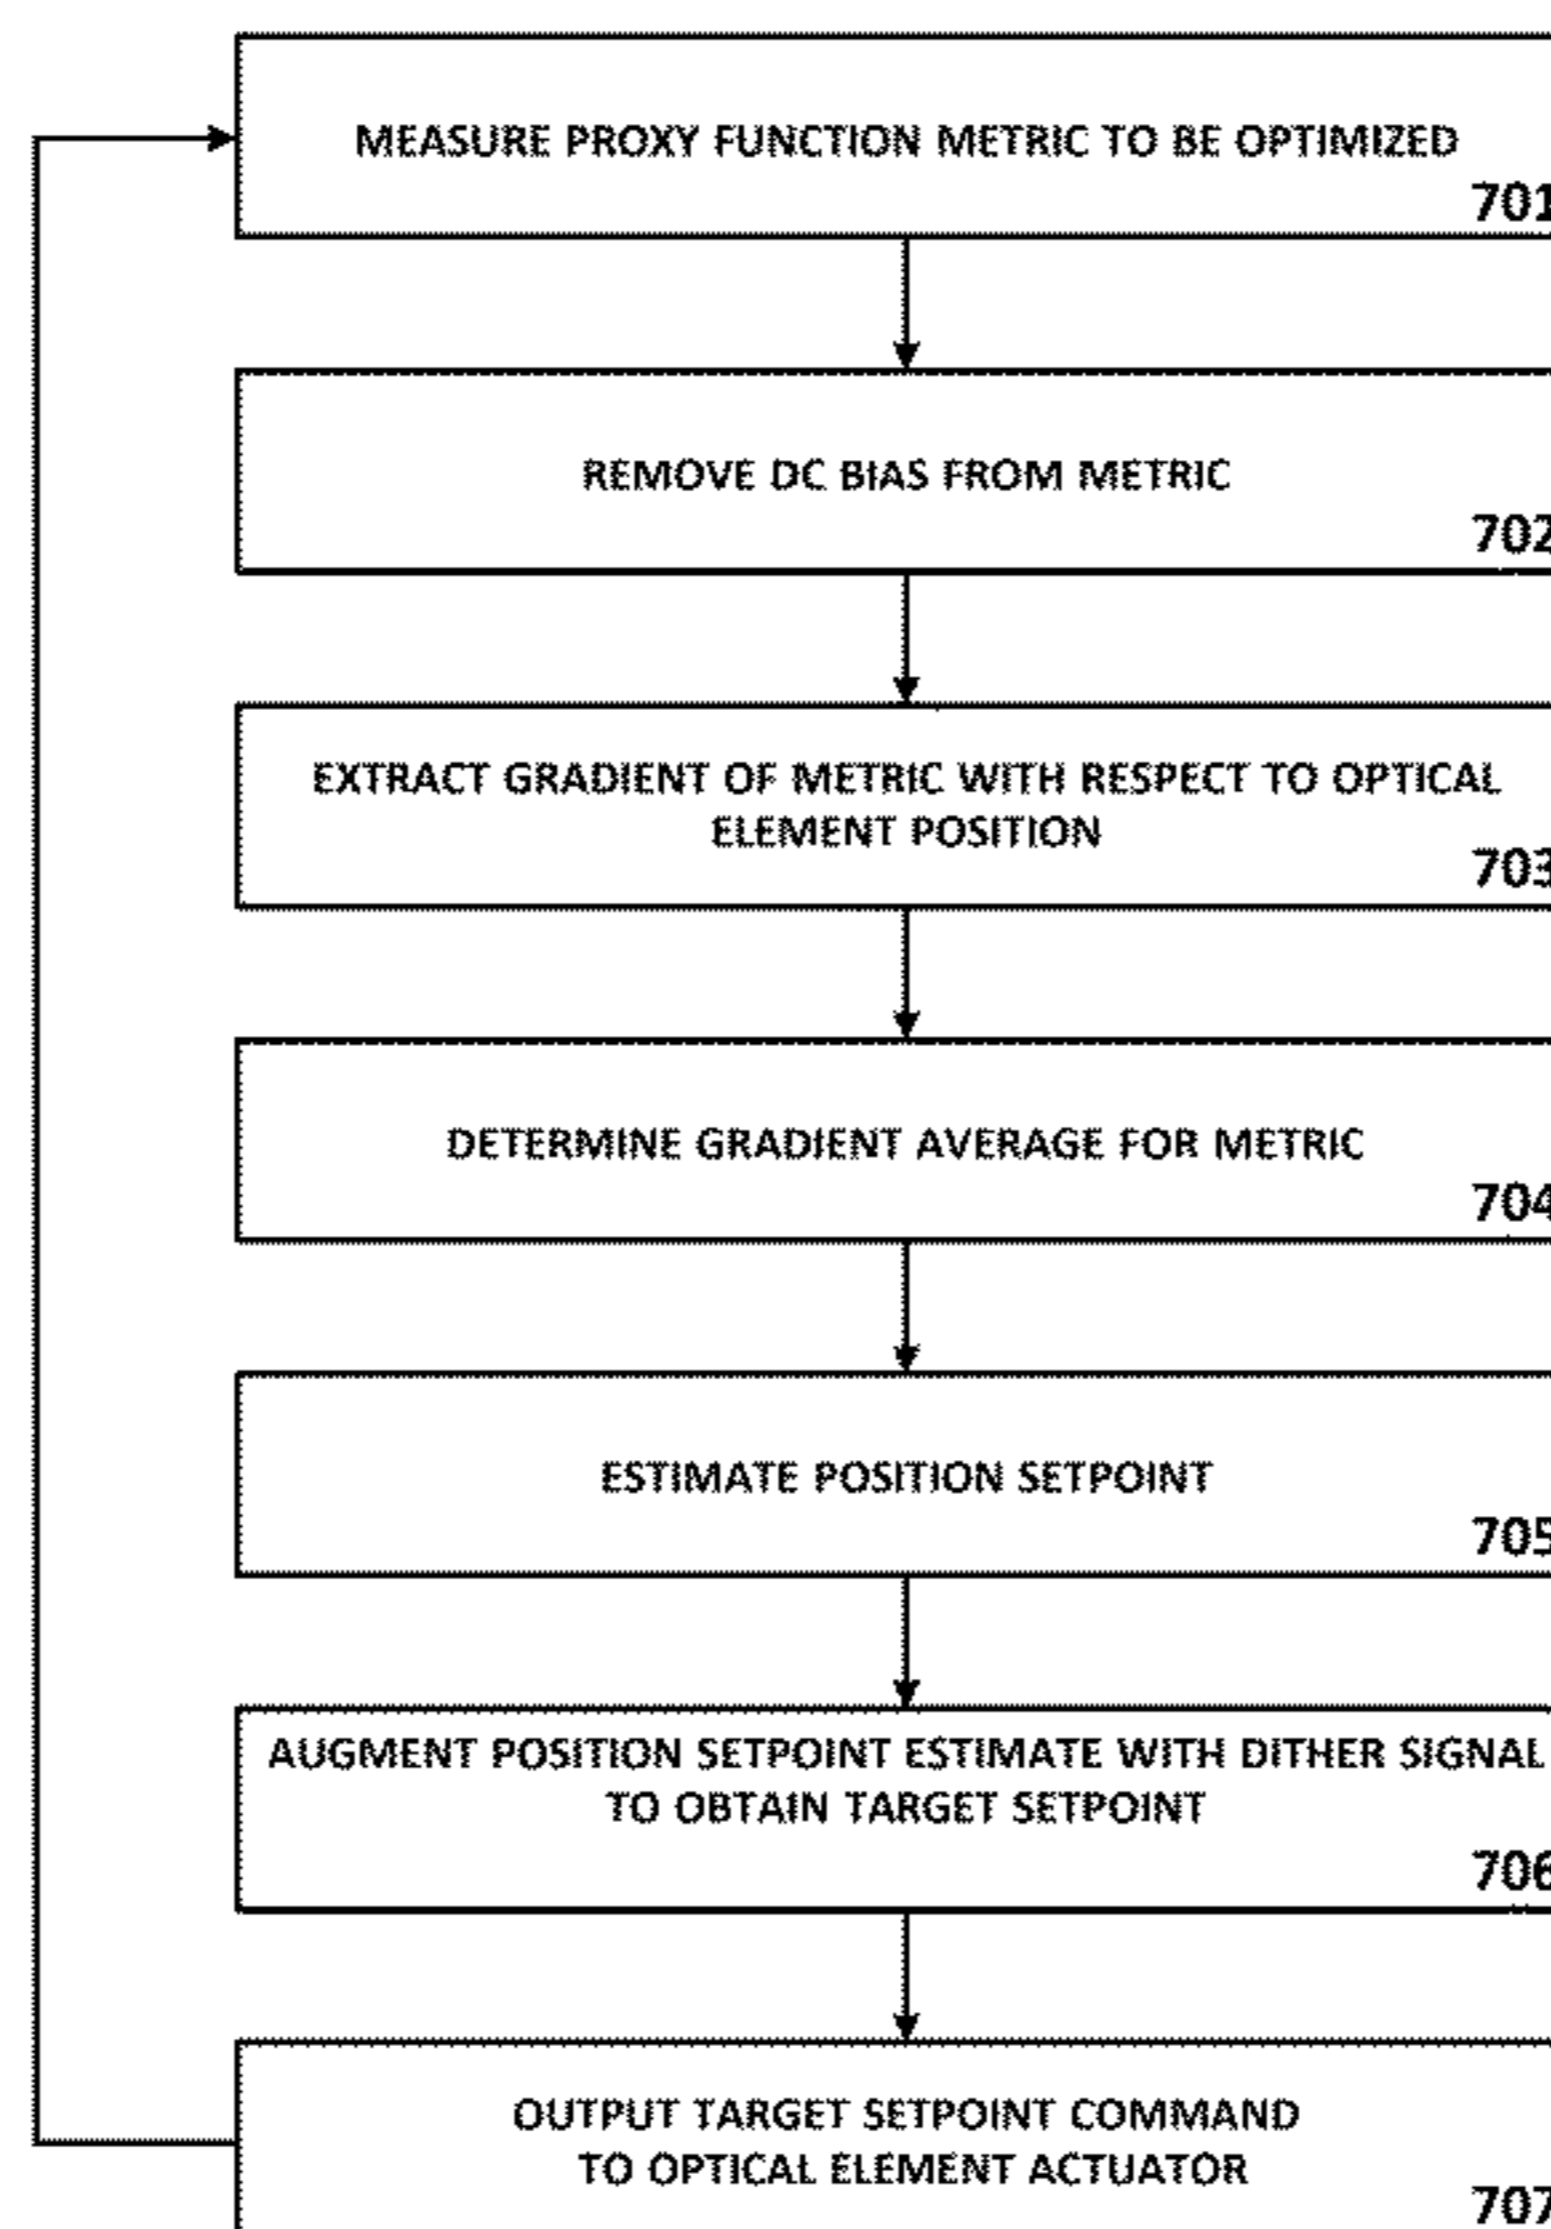 MEASURE PROXY FUNCTION METRIC TO BE OPTIMIZED
701
REMOVE DC BIAS FROM METRIC
702
EXTRACT GRADIENT OF METRIC WITH RESPECT TO OPTICAL
ELEMENT POSITION
703
DETERMINE GRADIENT AVERAGE FOR METRIC
704
ESTIMATE POSITION SETPOINT
705
AUGMENT POSITION SETPOINT ESTIMATE WITH DITHER SIGNAL
TO OBTAIN TARGET SETPOINT
706
OUTPUT TARGET SETPOINT COMMAND
TO OPTICAL ELEMENT ACTUATOR
707